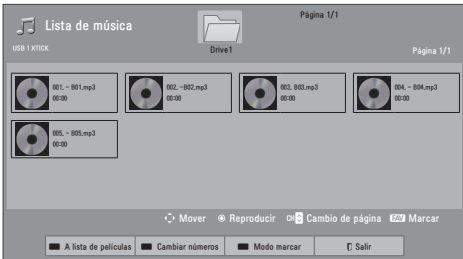 Página 1/1
Lista de música
USB 1 XTICK
Drive1
Página 1/1
001. - B01.mp3
00:00
002. -B02.mp3
00:00
003. B03.mp3
00:00
004. - B04.mp3
00:00
005. - B05.mp3
00:00
Mover Reproducir CH Cambio de página FAV Marcar
A lista de películas Cambiar números Modo marcar Salir